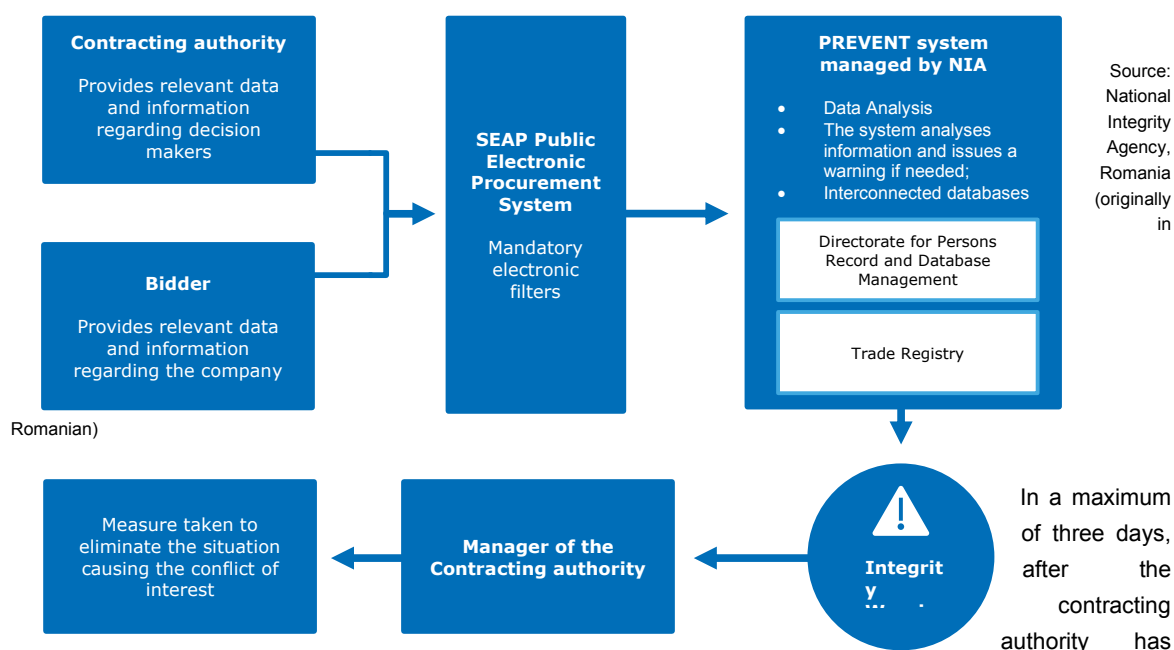 Contracting authority
Provides relevant data
and information
regarding decision
makers
Bidder
Provides relevant data
and information
regarding the company
SEAP Public
Electronic
Procurement
System
Mandatory
electronic
filters
PREVENT system
managed by NIA
• Data Analysis
• The system analyses
information and issues a
warning if needed;
• Interconnected databases
Directorate for Persons
Record and Database
Management
Trade Registry
Source:
National
Integrity
Agency,
Romania
(originally
in
Romanian)
Integrit
y
Manager of the
Contracting authority
Measure taken to
eliminate the situation
causing the conflict of
interest
In a maximum
of three days,
after the
contracting
authority has